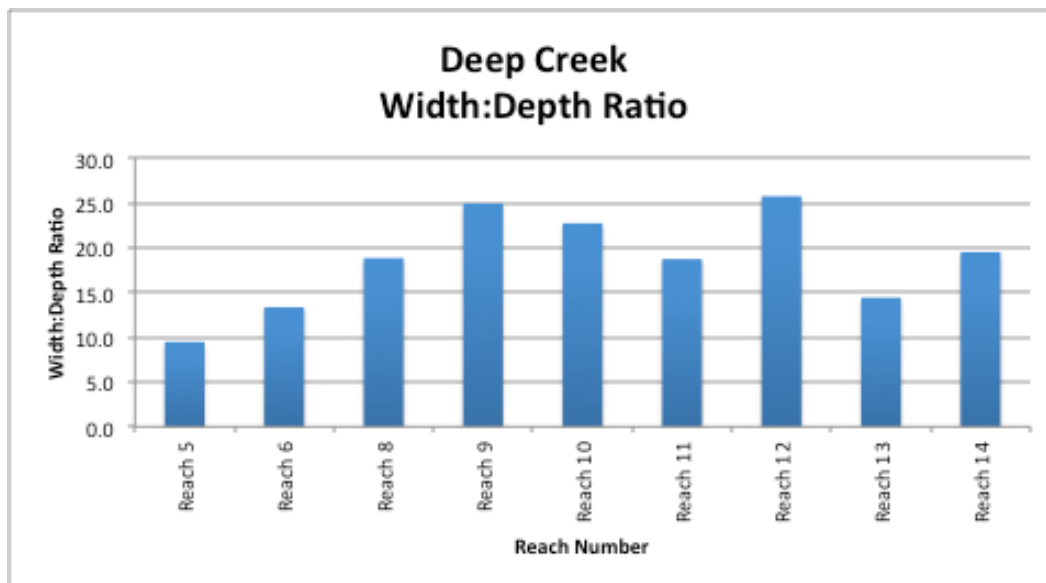 Deep Creek
Width:Depth Ratio
Width:Depth Ratio
30.0
25.0
20.0
15.0
10.0
5.0
0.0
Reach 5
Reach 6
Reach 8
Reach 9
Reach 10
Reach 11
Reach 12
Reach 13
Reach 14
Reach Number